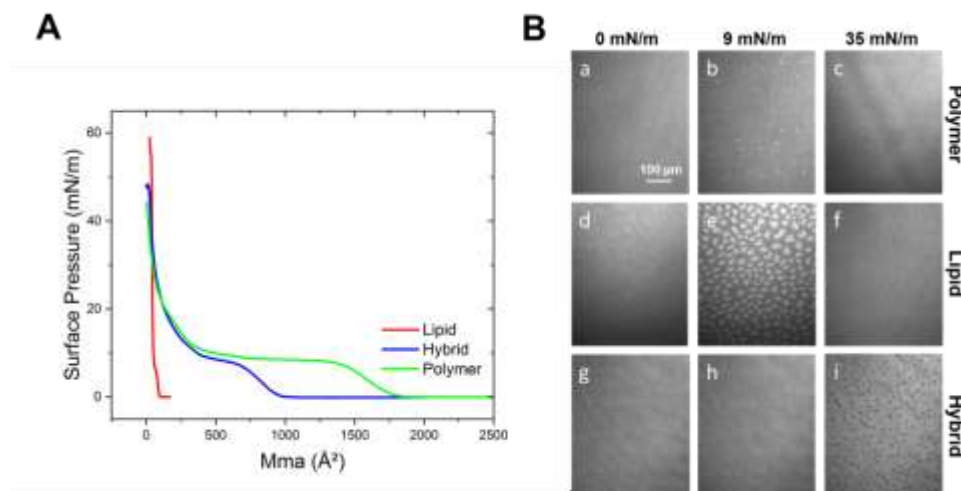 A
Surface Pressure (mN/m)
60
40
20
0
Lipid
Hybrid
Polymer
0
500
1000
1500
2000
2500
Mma (Å²)
B
0 mN/m
9 mN/m
35 mN/m
a
b
c
100 µm
Polymer
d
e
f
Lipid
g
h
i
Hybrid